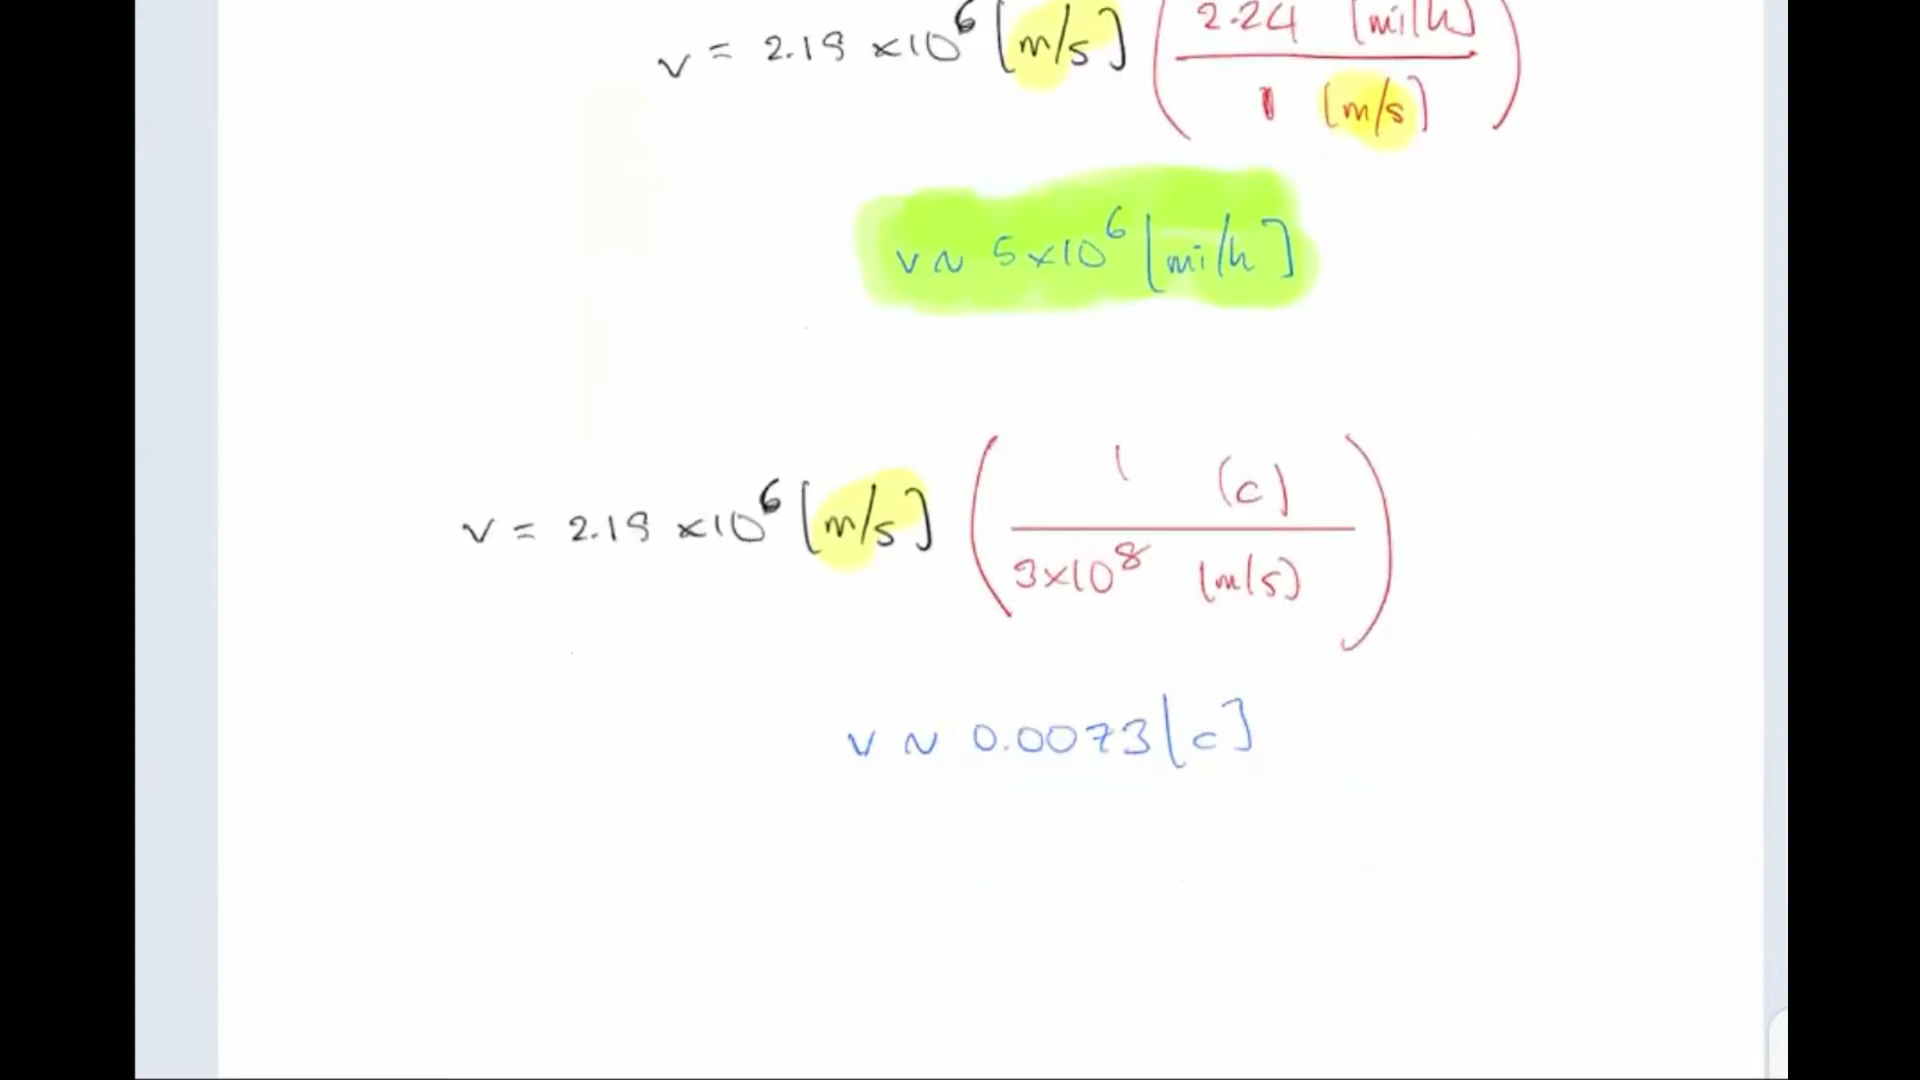 v = 2.19 ×10⁶ [m/s] ( 2.24 [mi/h]
1 [m/s] )
v ~ 5×10⁶ [mi/h]
v = 2.19 ×10⁶ [m/s] ( 1 [c]
3×10⁸ [m/s] )
v ~ 0.0073 [c]